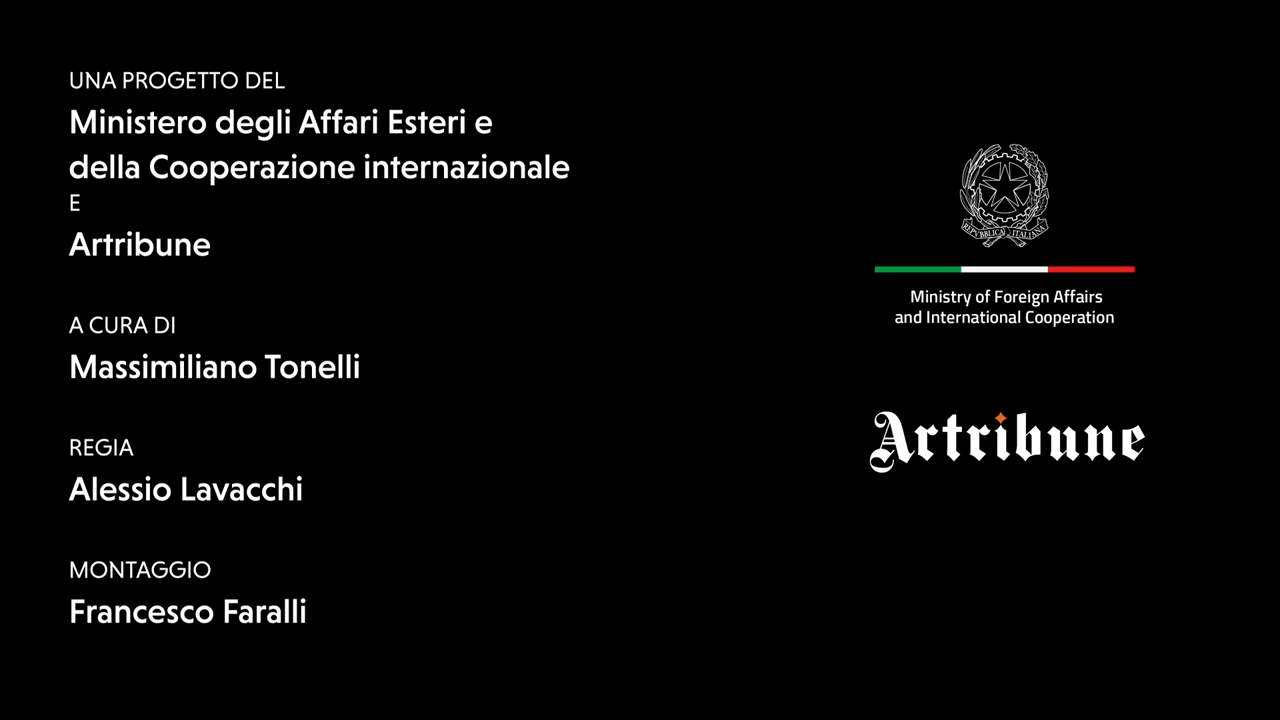 UNA PROGETTO DEL
Ministero degli Affari Esteri e
della Cooperazione internazionale
E
Artribune
A CURA DI
Massimiliano Tonelli
REGIA
Alessio Lavacchi
MONTAGGIO
Francesco Faralli
REPVBBLICA ITALIANA
Ministry of Foreign Affairs
and International Cooperation
Artribune